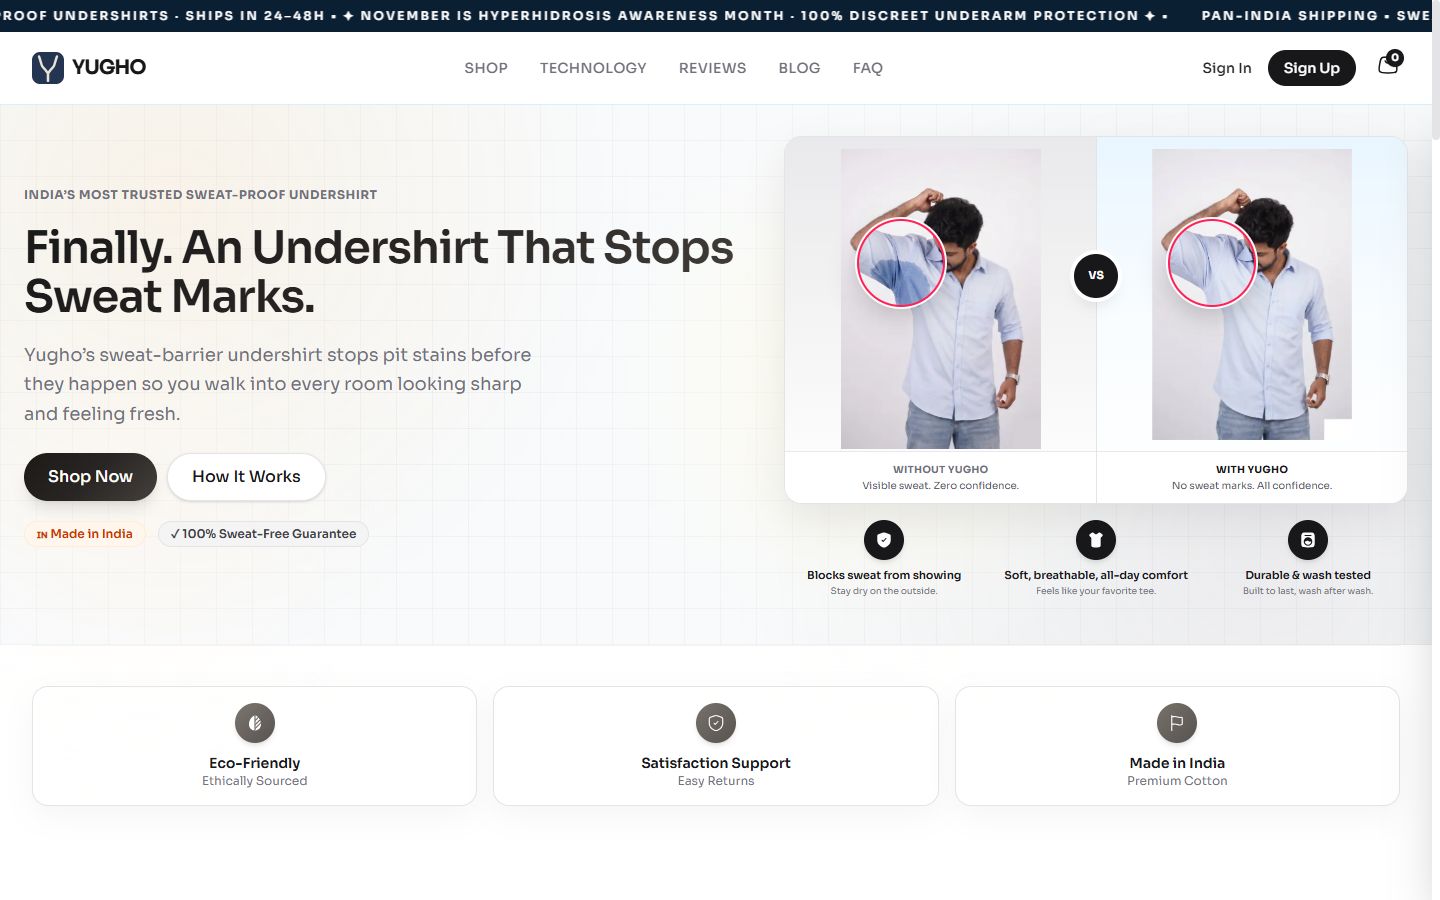 PROOF UNDERSHIRTS · SHIPS IN 24–48H • ✦ NOVEMBER IS HYPERHIDROSIS AWARENESS MONTH · 100% DISCREET UNDERARM PROTECTION ✦ • PAN-INDIA SHIPPING • SWE
YUGHO
SHOP TECHNOLOGY REVIEWS BLOG FAQ
Sign In Sign Up 0
INDIA’S MOST TRUSTED SWEAT-PROOF UNDERSHIRT
Finally. An Undershirt That Stops
Sweat Marks.
Yugho’s sweat-barrier undershirt stops pit stains before
they happen so you walk into every room looking sharp
and feeling fresh.
Shop Now How It Works
IN Made in India ✓ 100% Sweat-Free Guarantee
VS
WITHOUT YUGHO
Visible sweat. Zero confidence.
WITH YUGHO
No sweat marks. All confidence.
Blocks sweat from showing
Stay dry on the outside.
Soft, breathable, all-day comfort
Feels like your favorite tee.
Durable & wash tested
Built to last, wash after wash.
Eco-Friendly
Ethically Sourced
Satisfaction Support
Easy Returns
Made in India
Premium Cotton